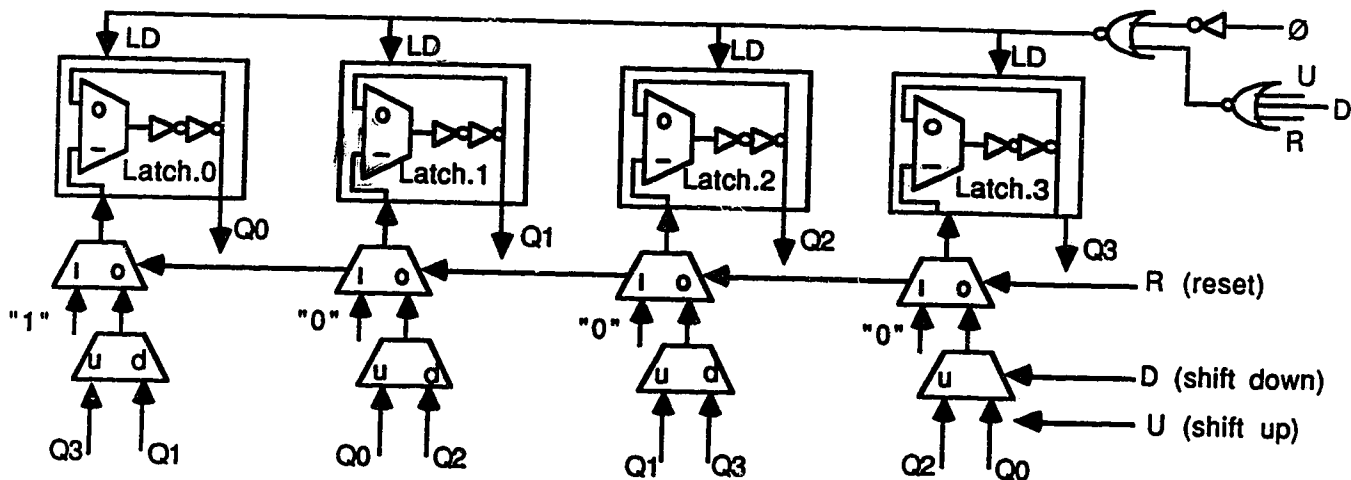 LD
LD
LD
LD
Ø
U
D
R
O
–
Latch.0
O
–
Latch.1
O
–
Latch.2
O
–
Latch.3
Q0
Q1
Q2
Q3
I O
I O
I O
I O
R (reset)
"1"
"0"
"0"
"0"
u d
u d
u d
u
D (shift down)
U (shift up)
Q3 Q1
Q0 Q2
Q1 Q3
Q2 Q0